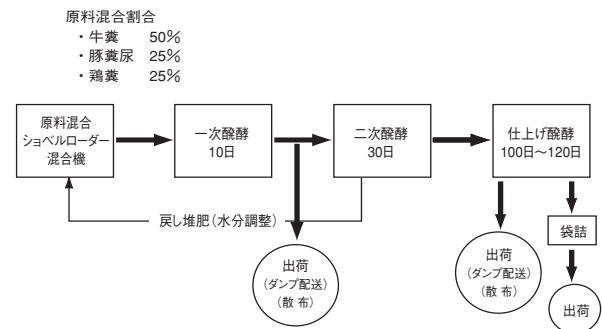 原料混合割合
・牛糞 50%
・豚糞尿 25%
・鶏糞 25%
原料混合
ショベルローダー
混合機
一次醗酵
10日
二次醗酵
30日
仕上げ醗酵
100日～120日
戻し堆肥（水分調整）
出荷
（ダンプ配送）
（散 布）
出荷
（ダンプ配送）
（散 布）
袋詰
出荷